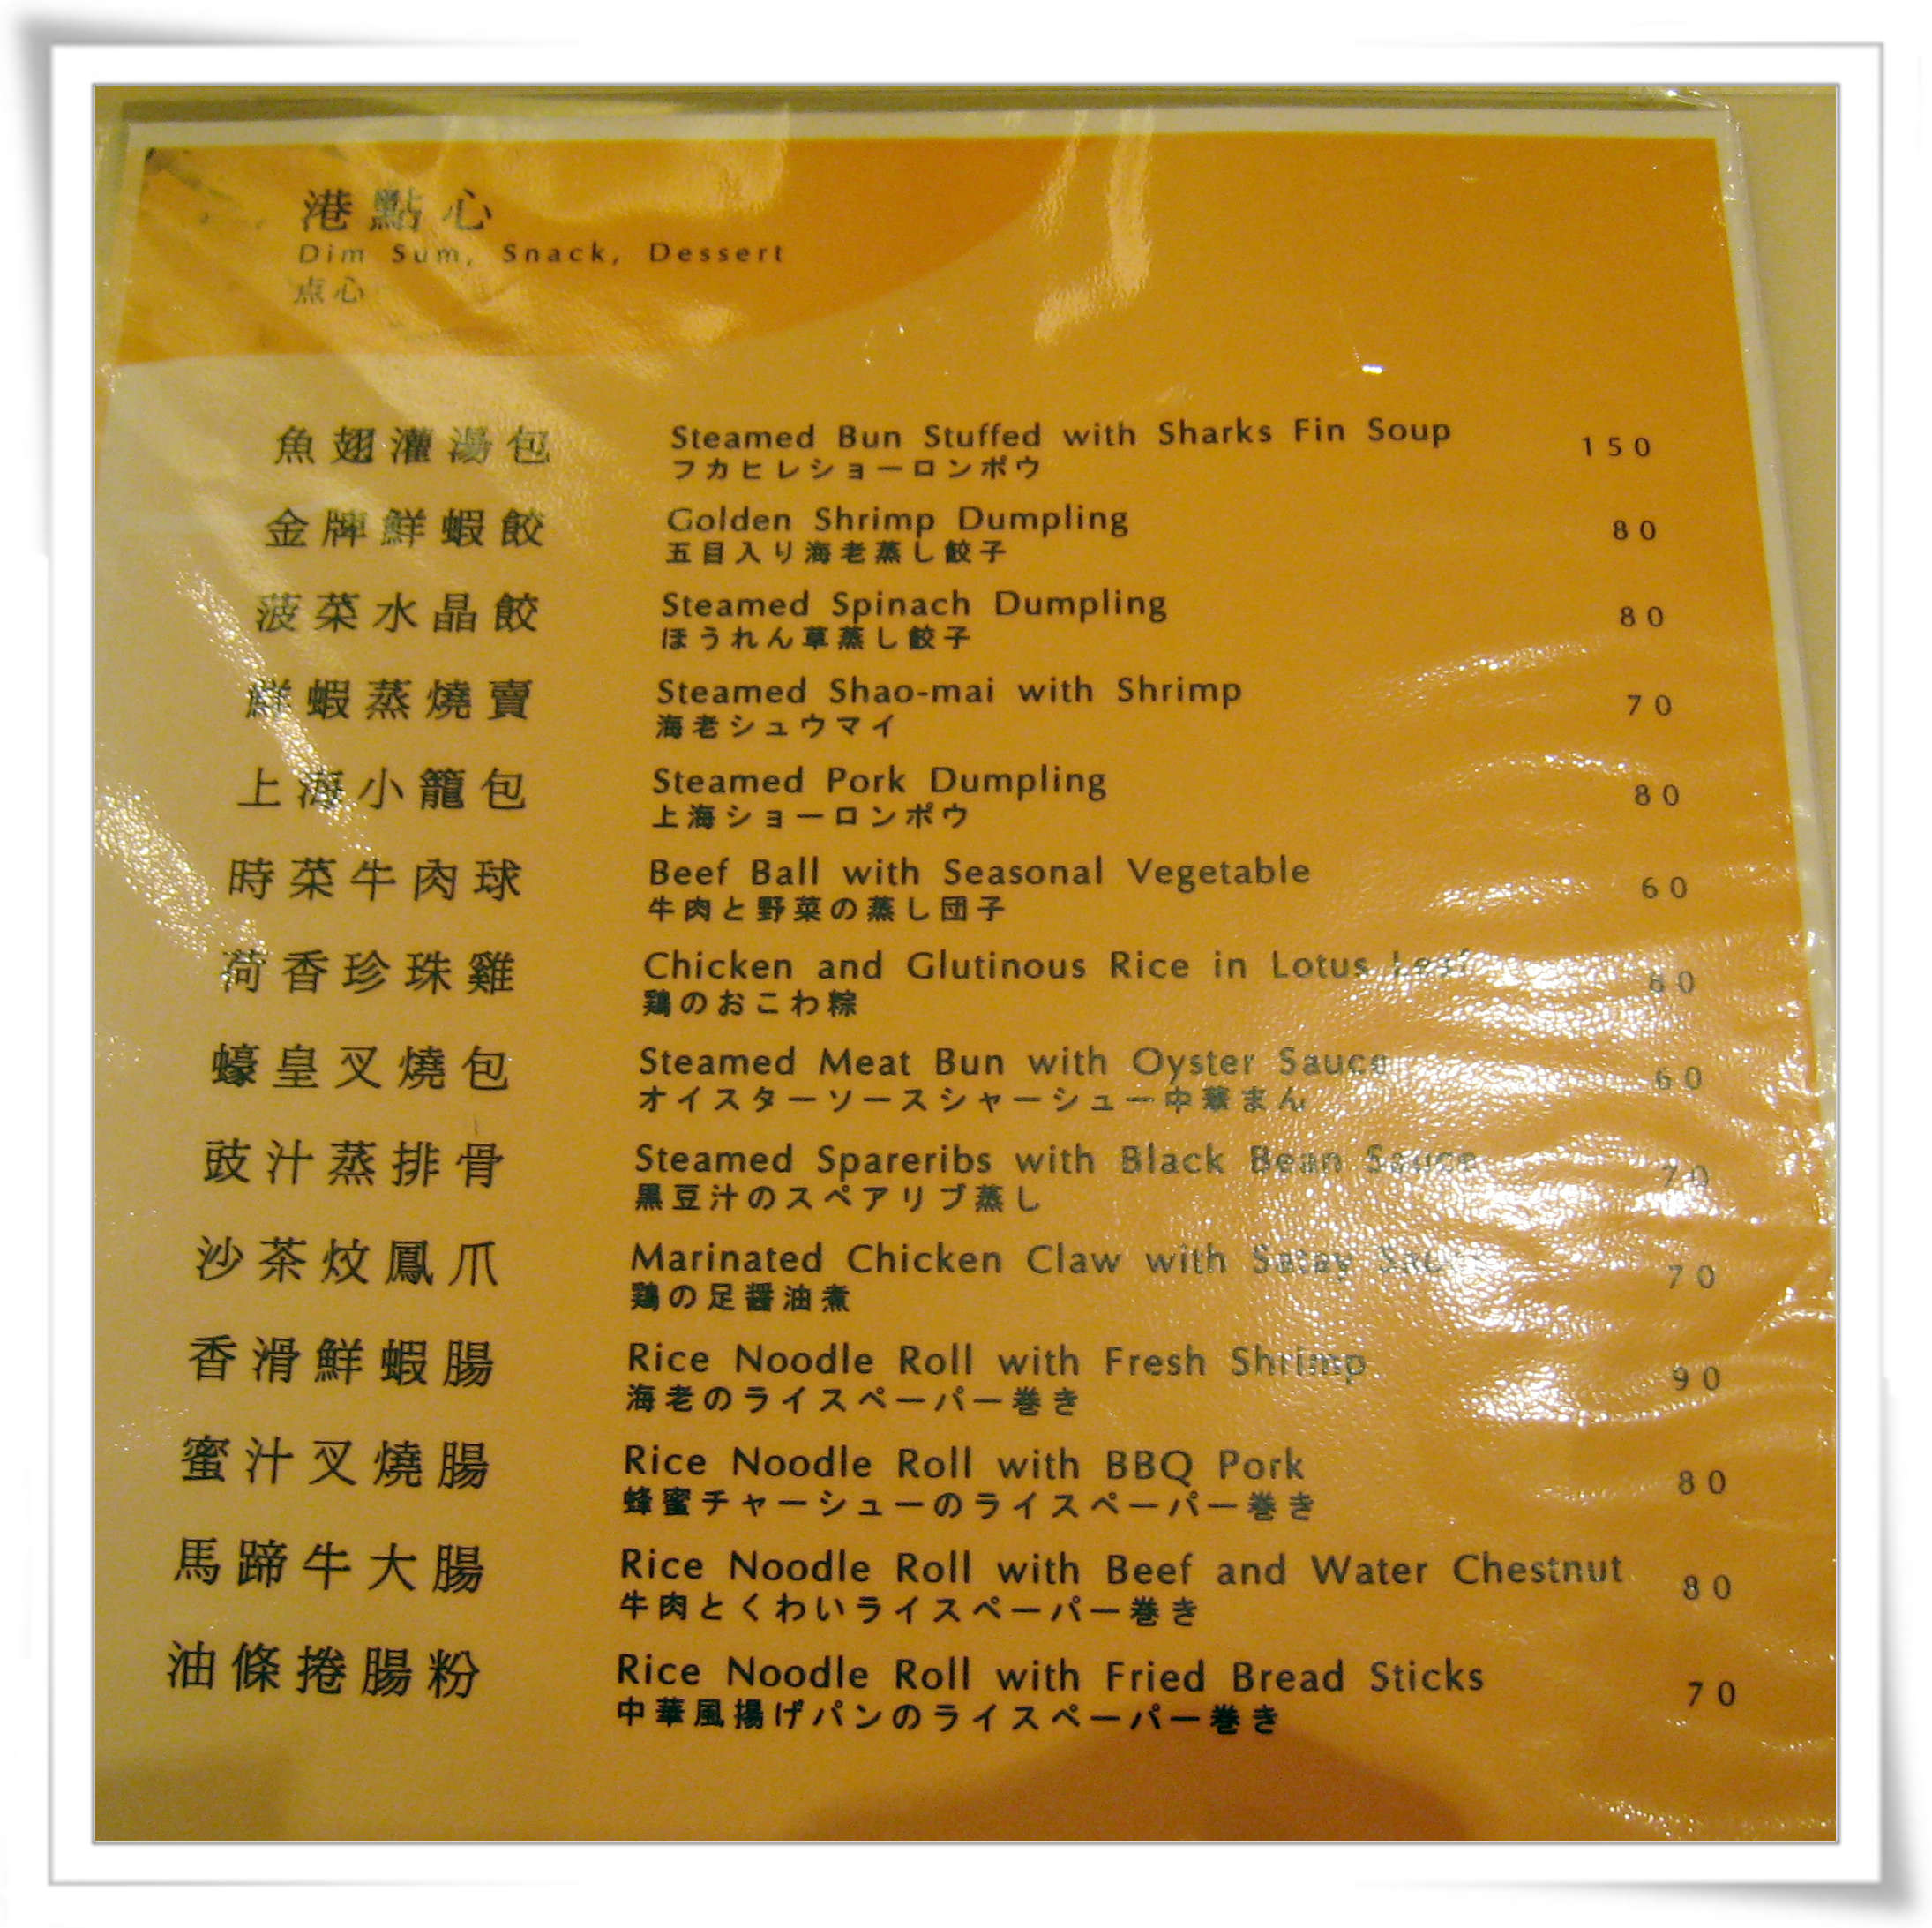 港點心
Dim Sum, Snack, Dessert
点心
魚翅灌湯包 Steamed Bun Stuffed with Sharks Fin Soup 150
フカヒレショーロンポウ
金牌鮮蝦餃 Golden Shrimp Dumpling 80
五目入り海老蒸し餃子
菠菜水晶餃 Steamed Spinach Dumpling 80
ほうれん草蒸し餃子
鮮蝦蒸燒賣 Steamed Shao-mai with Shrimp 70
海老シュウマイ
上海小籠包 Steamed Pork Dumpling 80
上海ショーロンポウ
時菜牛肉球 Beef Ball with Seasonal Vegetable 60
牛肉と野菜の蒸し団子
荷香珍珠雞 Chicken and Glutinous Rice in Lotus Leaf 80
鶏のおこわ粽
蠔皇叉燒包 Steamed Meat Bun with Oyster Sauce 60
オイスターソースシャーシュー中華まん
豉汁蒸排骨 Steamed Spareribs with Black Bean Sauce 70
黒豆汁のスペアリブ蒸し
沙茶炆鳳爪 Marinated Chicken Claw with Satay Sauce 70
鶏の足醤油煮
香滑鮮蝦腸 Rice Noodle Roll with Fresh Shrimp 90
海老のライスペーパー巻き
蜜汁叉燒腸 Rice Noodle Roll with BBQ Pork 80
蜂蜜チャーシューのライスペーパー巻き
馬蹄牛大腸 Rice Noodle Roll with Beef and Water Chestnut 80
牛肉とくわいライスペーパー巻き
油條捲腸粉 Rice Noodle Roll with Fried Bread Sticks 70
中華風揚げパンのライスペーパー巻き